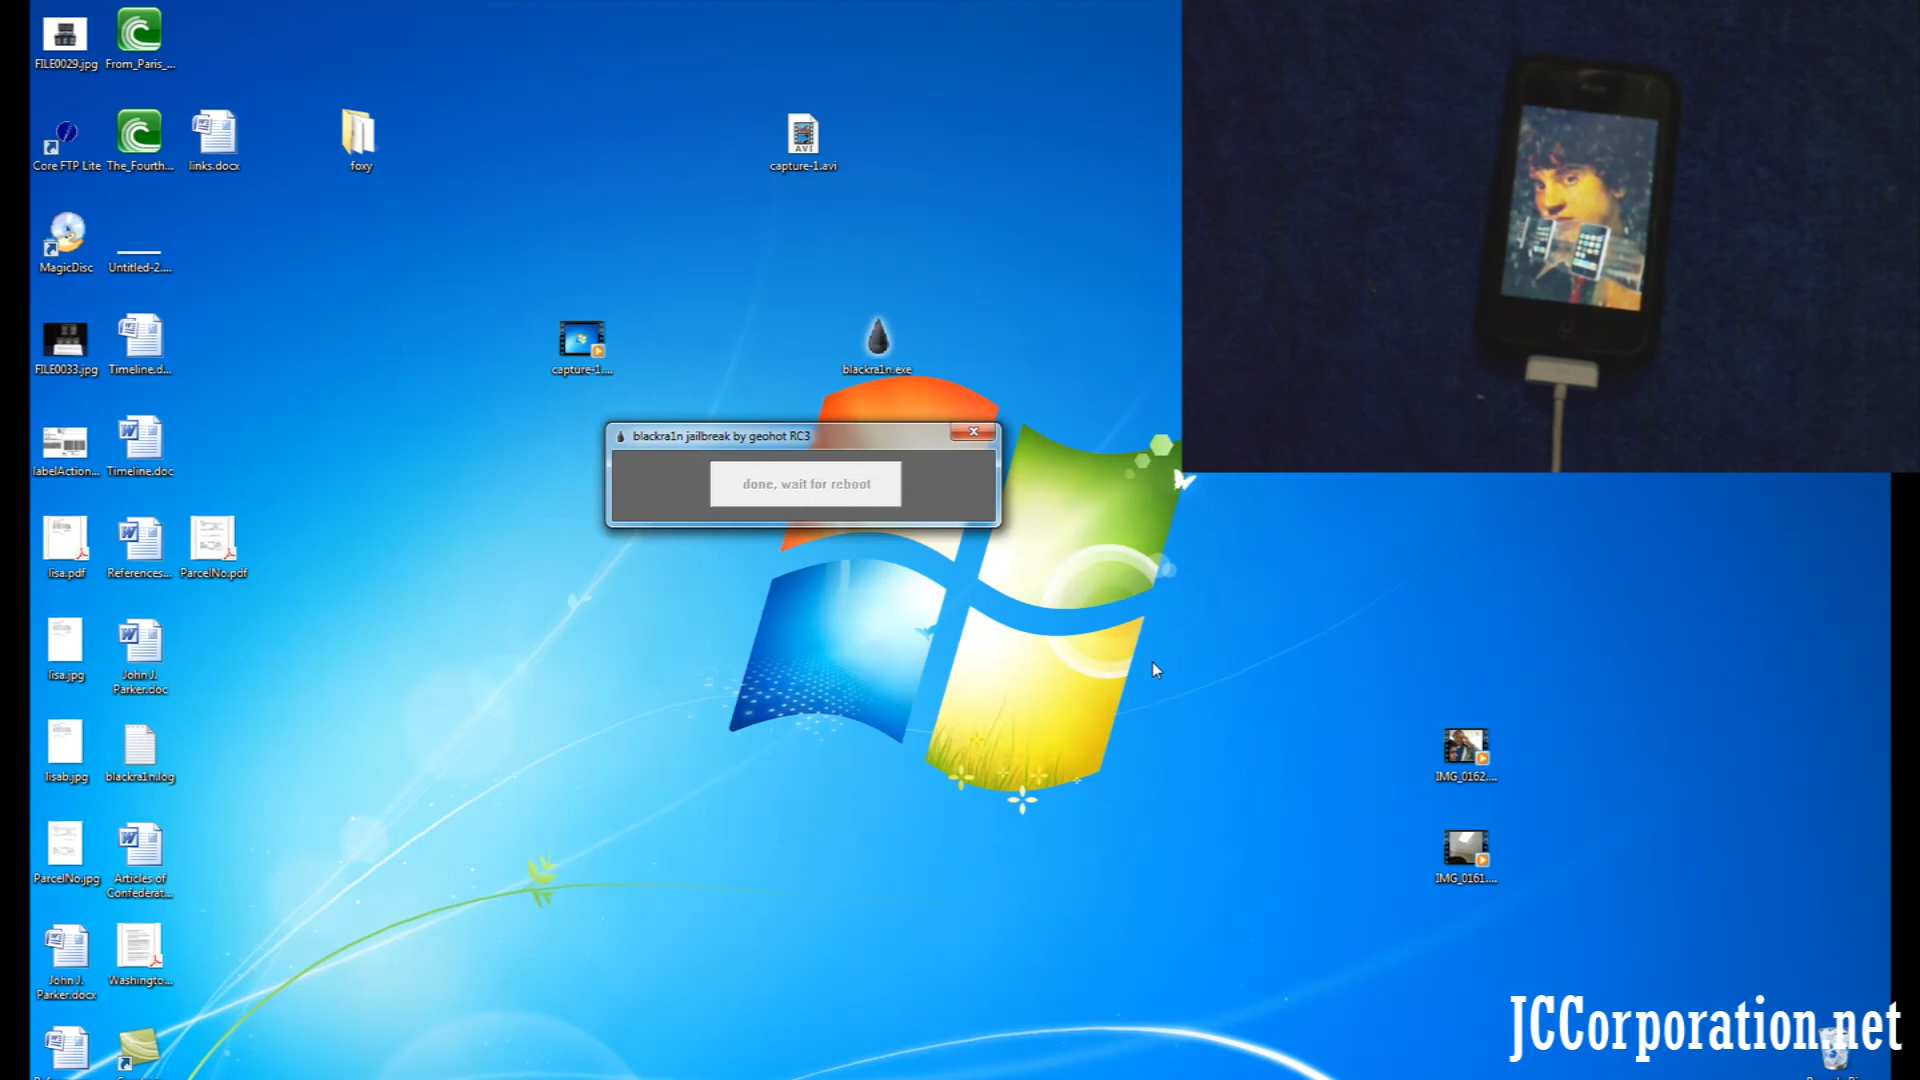 FILE0029.jpg
From_Paris_...
Core FTP Lite
The_Fourth...
links.docx
foxy
AVI
capture-1.avi
MagicDisc
Untitled-2....
FILE0033.jpg
Timeline.d...
capture-1....
blackra1n.exe
blackra1n jailbreak by geohot RC3
done, wait for reboot
labelAction...
Timeline.doc
lisa.pdf
References...
ParcelNo.pdf
lisa.jpg
John J.
Parker.doc
lisab.jpg
blackra1n.log
IMG_0162....
ParcelNo.jpg
Articles of
Confederat...
IMG_0161....
John J.
Parker.docx
Washingto...
JCCorporation.net